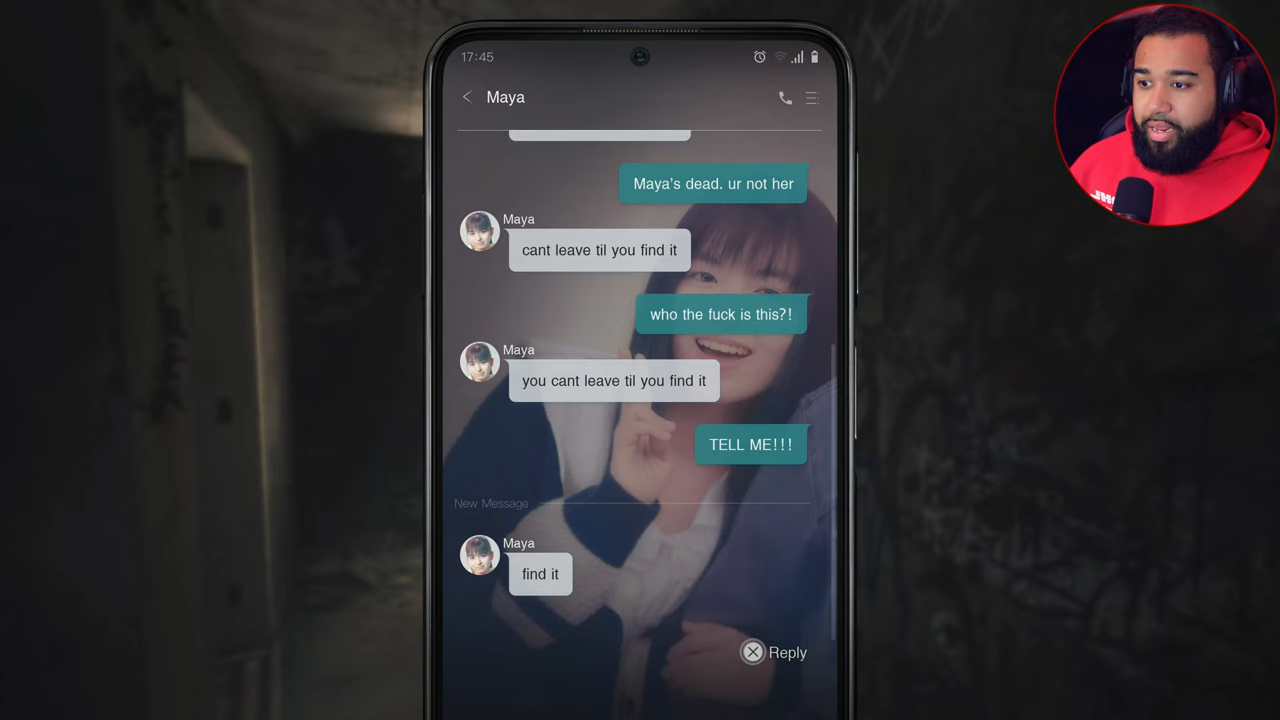 17:45
Maya
Maya's dead. ur not her
Maya
cant leave til you find it
who the fuck is this?!
Maya
you cant leave til you find it
TELL ME!!!
New Message
Maya
find it
Reply